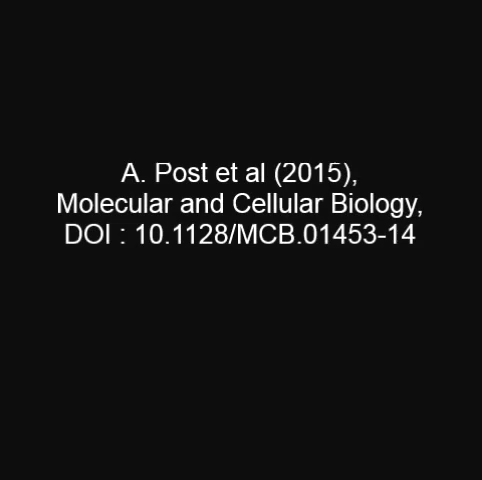 A. Post et al (2015),
Molecular and Cellular Biology,
DOI : 10.1128/MCB.01453-14